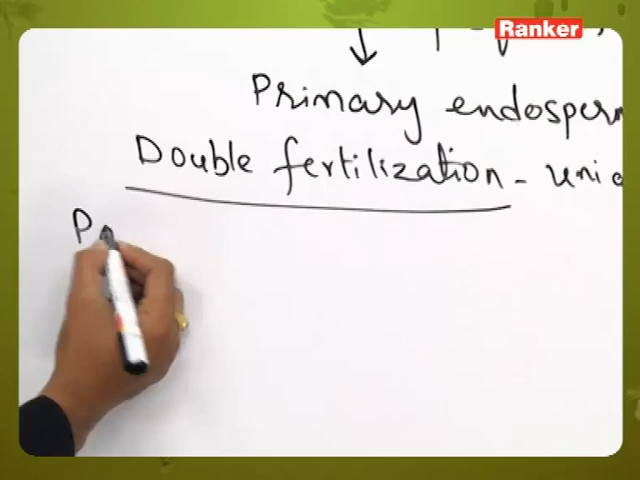 Ranker
Primary endosperm
Double fertilization - uni
P